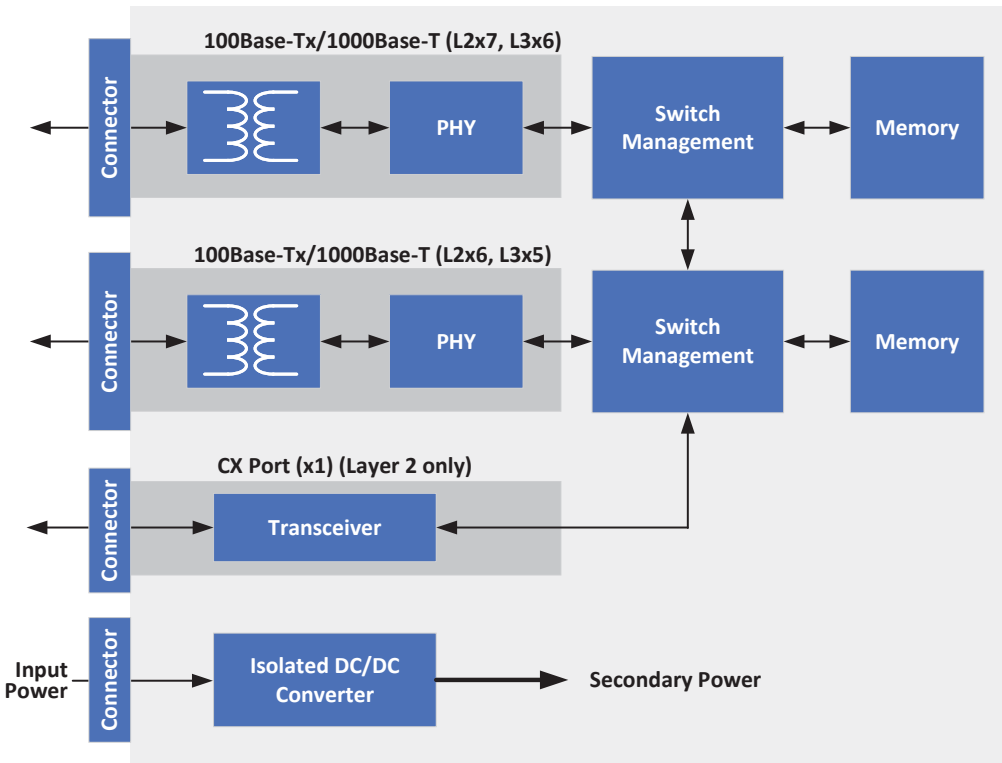 100Base-Tx/1000Base-T (L2x7, L3x6)
Connector
PHY
Switch
Management
Memory
100Base-Tx/1000Base-T (L2x6, L3x5)
Connector
PHY
Switch
Management
Memory
CX Port (x1) (Layer 2 only)
Connector
Transceiver
Input
Power
Connector
Isolated DC/DC
Converter
Secondary Power